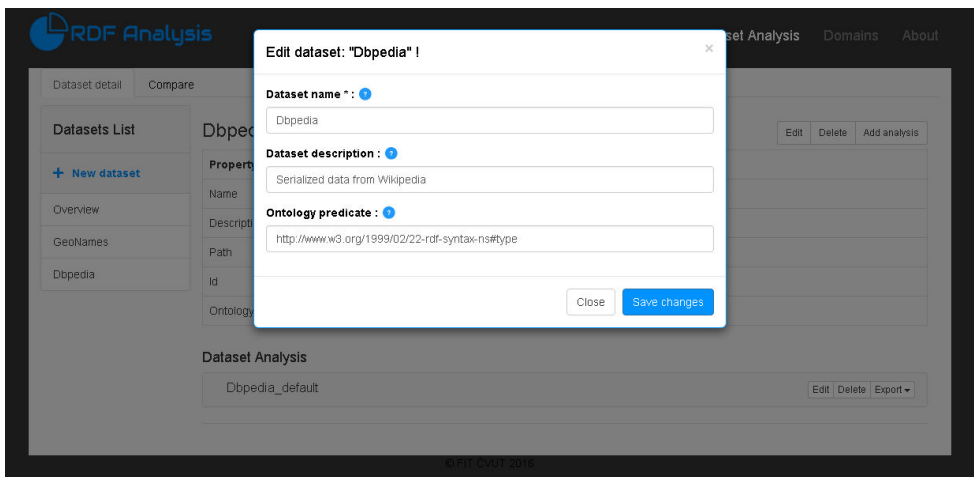 RDF Analysis
set Analysis Domains About
Dataset detail Compare
Datasets List
+ New dataset
Overview
GeoNames
Dbpedia
Dbped
Edit Delete Add analysis
Property
Name
Descripti
Path
Id
Ontology
Edit dataset: "Dbpedia" !
×
Dataset name * : ?
Dbpedia
Dataset description : ?
Serialized data from Wikipedia
Ontology predicate : ?
http://www.w3.org/1999/02/22-rdf-syntax-ns#type
Close Save changes
Dataset Analysis
Dbpedia_default
Edit Delete Export
© FIT ČVUT 2016